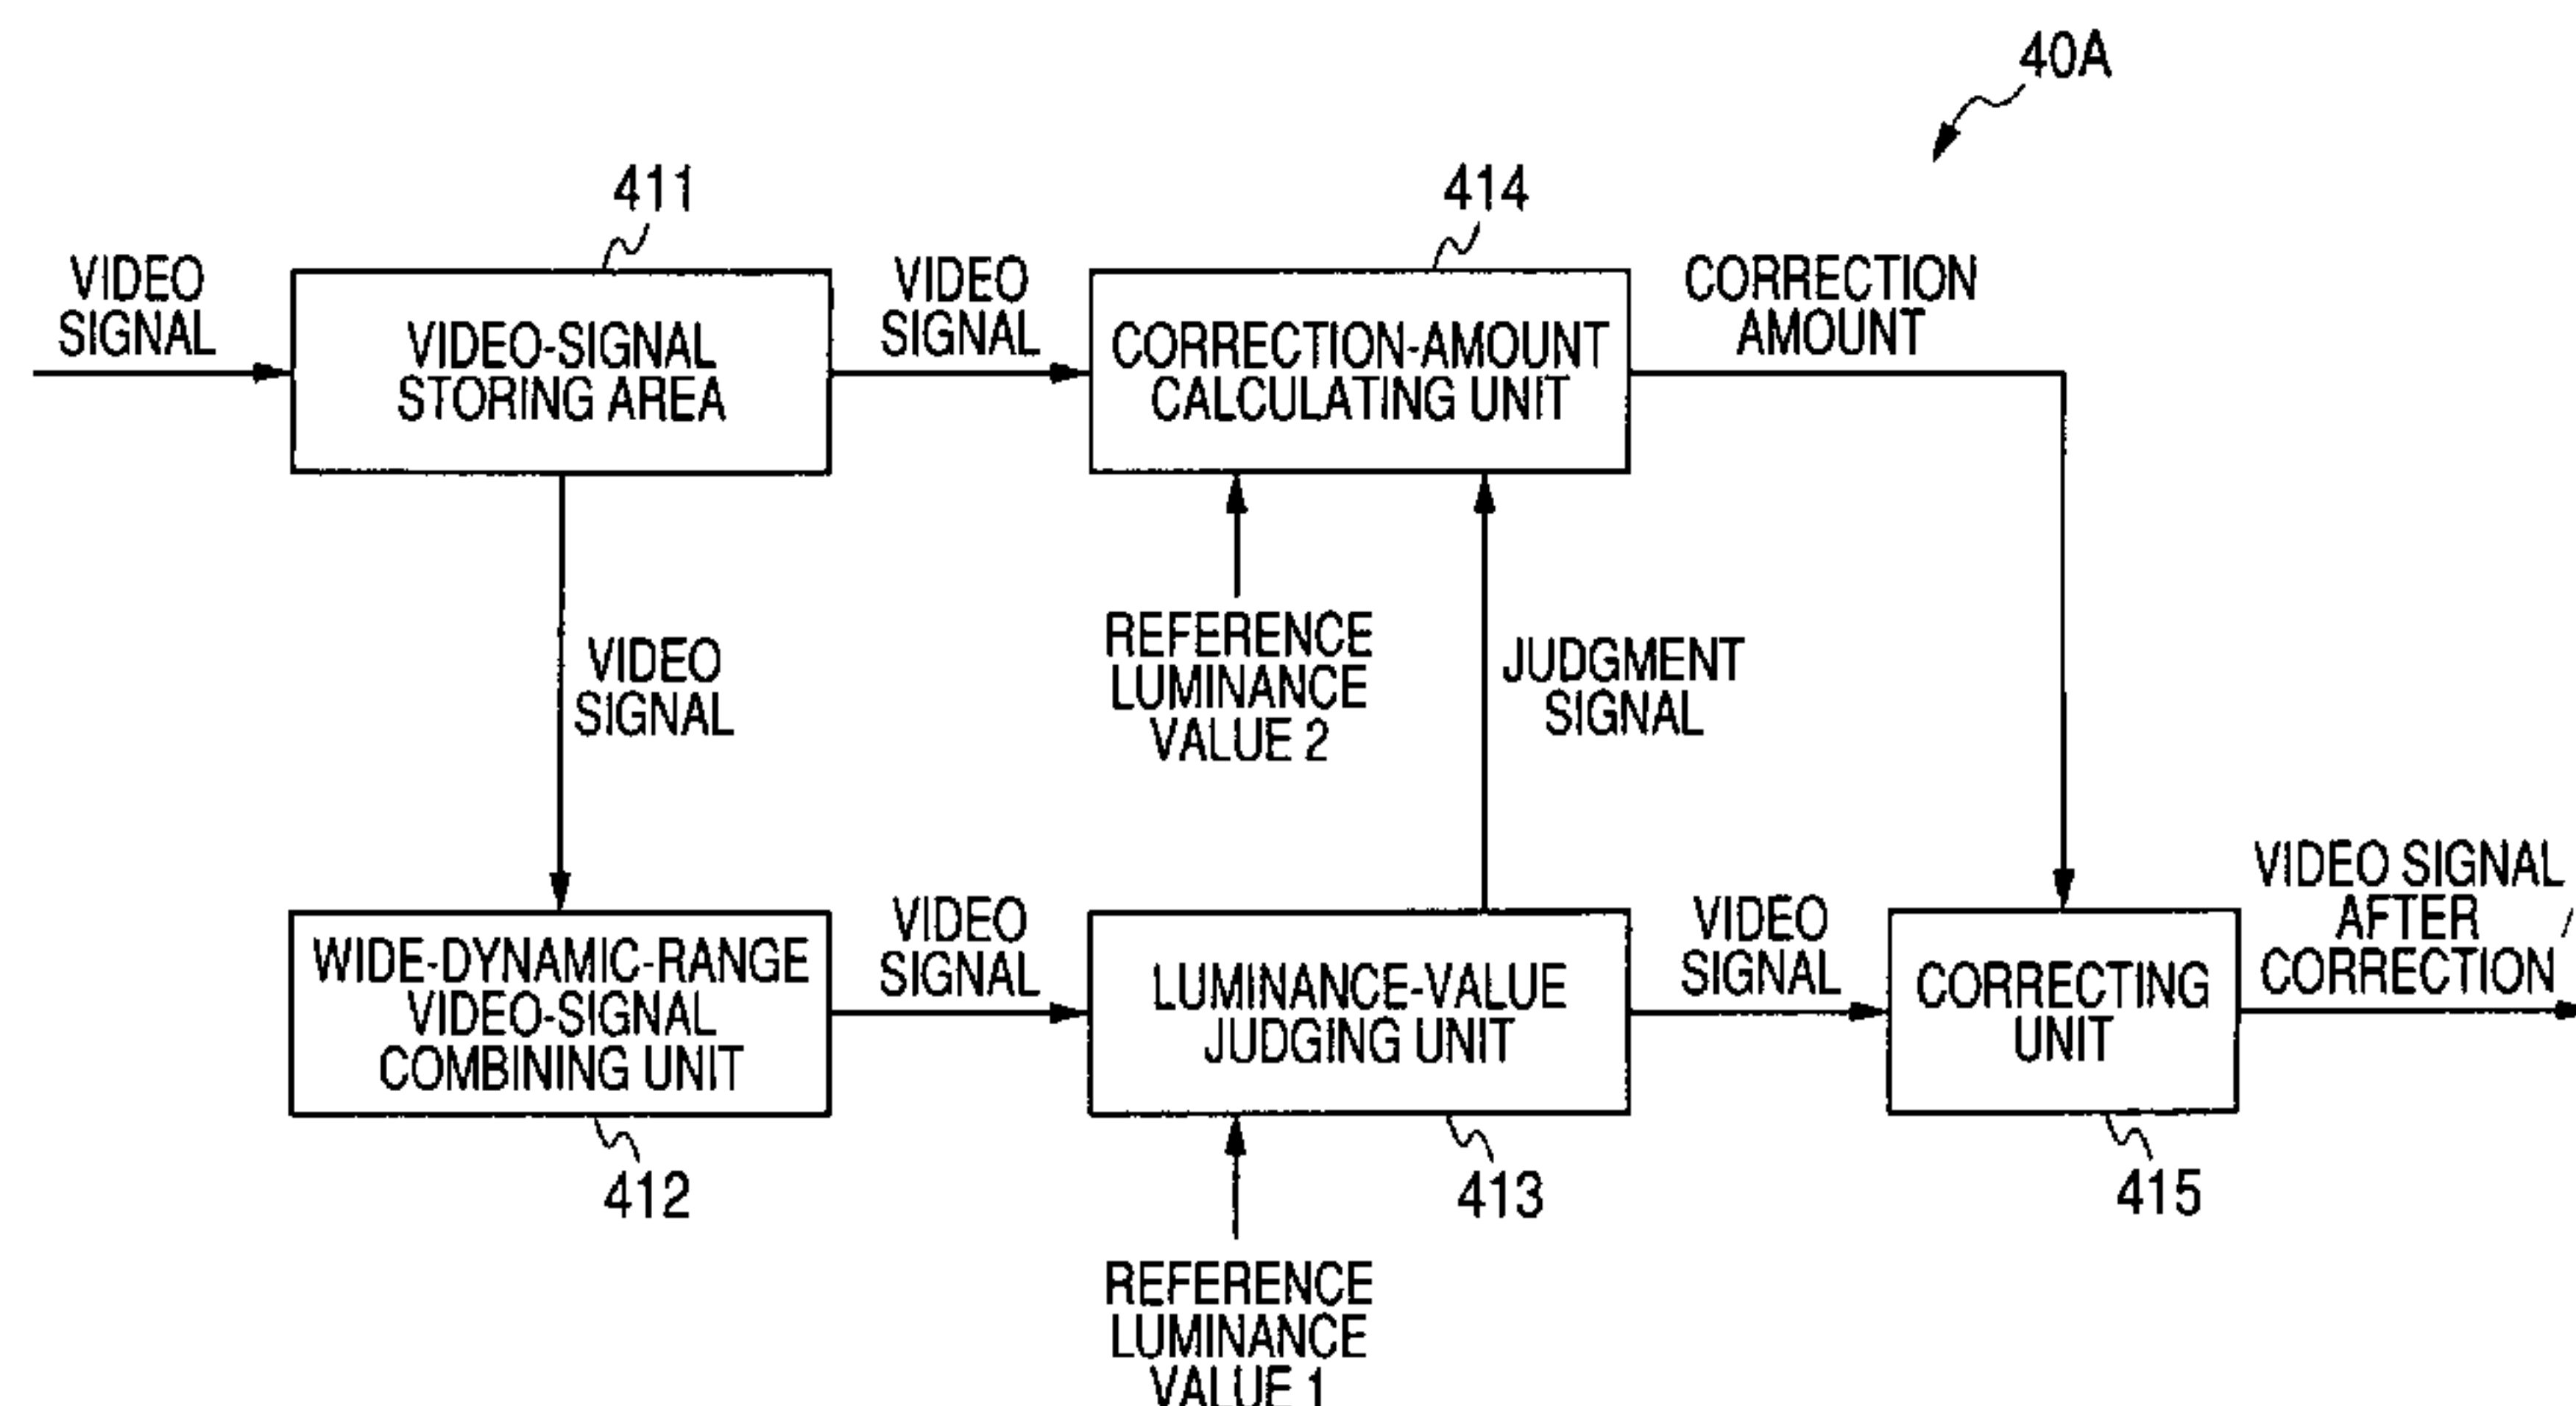 40A
411
414
VIDEO
SIGNAL
VIDEO-SIGNAL
STORING AREA
VIDEO
SIGNAL
CORRECTION-AMOUNT
CALCULATING UNIT
CORRECTION
AMOUNT
VIDEO
SIGNAL
REFERENCE
LUMINANCE
VALUE 2
JUDGMENT
SIGNAL
WIDE-DYNAMIC-RANGE
VIDEO-SIGNAL
COMBINING UNIT
VIDEO
SIGNAL
LUMINANCE-VALUE
JUDGING UNIT
VIDEO
SIGNAL
CORRECTING
UNIT
VIDEO SIGNAL
AFTER
CORRECTION
412
413
415
REFERENCE
LUMINANCE
VALUE 1